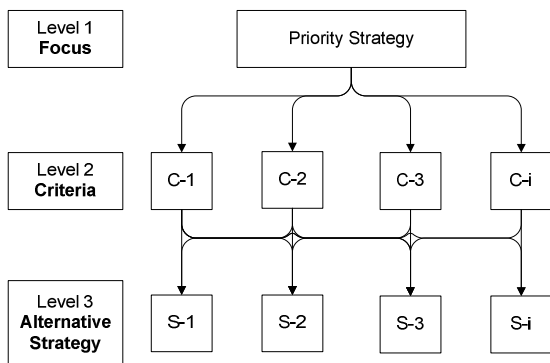 Level 1
Focus
Priority Strategy
Level 2
Criteria
C-1
C-2
C-3
C-i
Level 3
Alternative
Strategy
S-1
S-2
S-3
S-i